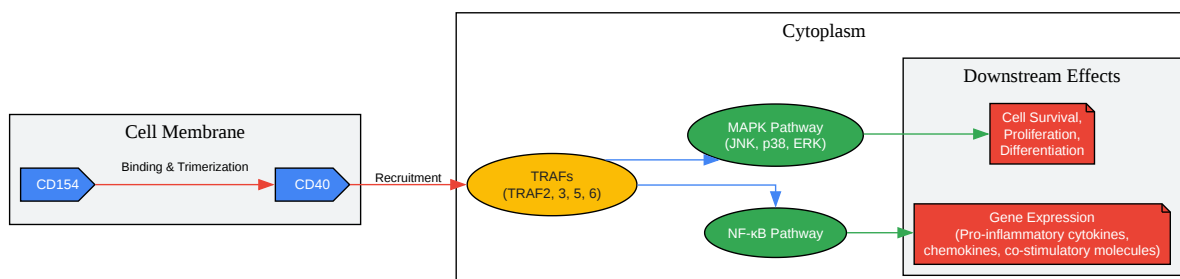 Cytoplasm
Downstream Effects
Cell Membrane
Binding & Trimerization
CD154
CD40
Recruitment
TRAFs
(TRAF2, 3, 5, 6)
MAPK Pathway
(JNK, p38, ERK)
NF-κB Pathway
Cell Survival,
Proliferation,
Differentiation
Gene Expression
(Pro-inflammatory cytokines,
chemokines, co-stimulatory molecules)